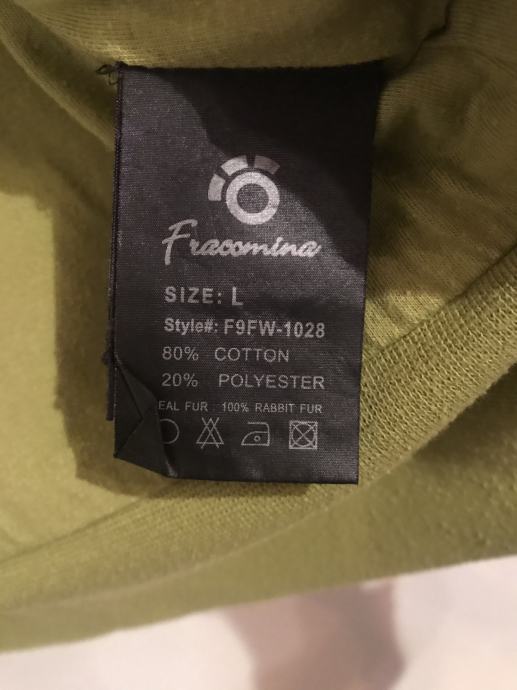 Fracomina
SIZE: L
Style#: F9FW-1028
80% COTTON
20% POLYESTER
EAL FUR : 100% RABBIT FUR